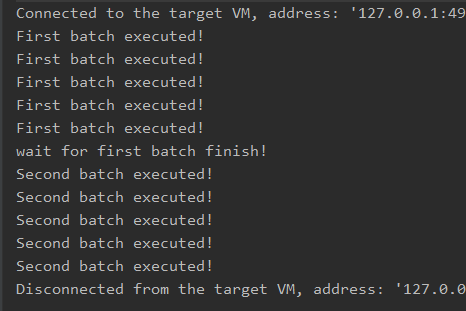 Connected to the target VM, address: '127.0.0.1:49
First batch executed!
First batch executed!
First batch executed!
First batch executed!
First batch executed!
wait for first batch finish!
Second batch executed!
Second batch executed!
Second batch executed!
Second batch executed!
Second batch executed!
Disconnected from the target VM, address: '127.0.0